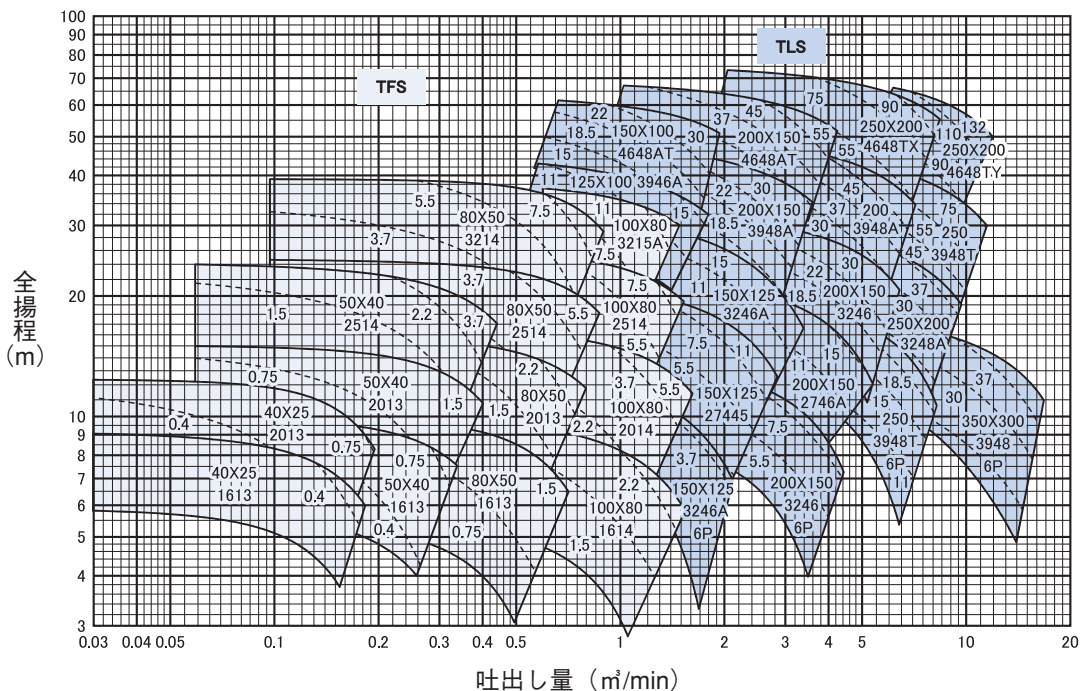 全揚程
(m)
100
90
80
70
60
50
40
30
20
10
9
8
7
6
5
4
3
TFS
TLS
22
150X100
18.5
30
15
4648AT
11
125X100 3946A
45
37
200X150
55
4648AT
75
90
250X200
55
4648TX
132
110
250X200
90
4648TY
5.5
80X50
3214
3.7
7.5
11
100X80
3215A
7.5
15
22
30
200X150
18.5
3948A
45
37
200
30
3948A
75
55
250
45
3948T
1.5
50X40
2514
2.2
3.7
3.7
80X50
2514
5.5
7.5
100X80
2514
5.5
15
11
150X125
3246A
22
30
18.5
200X150
3246
37
30
250X200
3248A
0.75
50X40
2013
1.5
2.2
80X50
2013
2.2
3.7
5.5
100X80
2014
7.5
11
5.5
150X125
27445
11
15
200X150
2746A
7.5
18.5
15
250
3948T
6P
11
37
30
350X300
3948
6P
0.4
40X25
2013
0.75
40X25
1613
0.4
0.75
50X40
1613
0.4
80X50
1613
1.5
0.75
2.2
100X80
1614
1.5
3.7
150X125
3246A
6P
5.5
200X150
3246
6P
0.03
0.04
0.05
0.1
0.2
0.3
0.4
0.5
1
2
3
4
5
10
20
吐出し量（㎥/min）